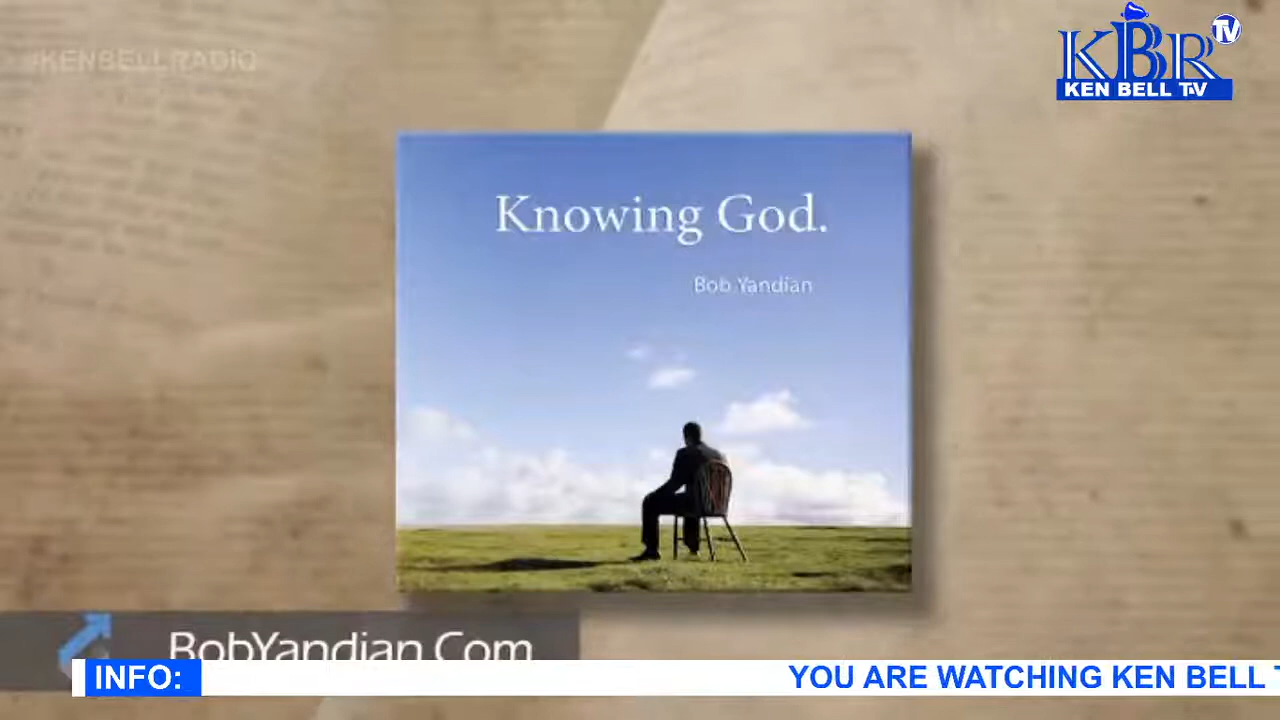 #KENBELLRADIO
KBR TV
KEN BELL TV
Knowing God.
Bob Yandian
BobYandian.Com
INFO:
YOU ARE WATCHING KEN BELL